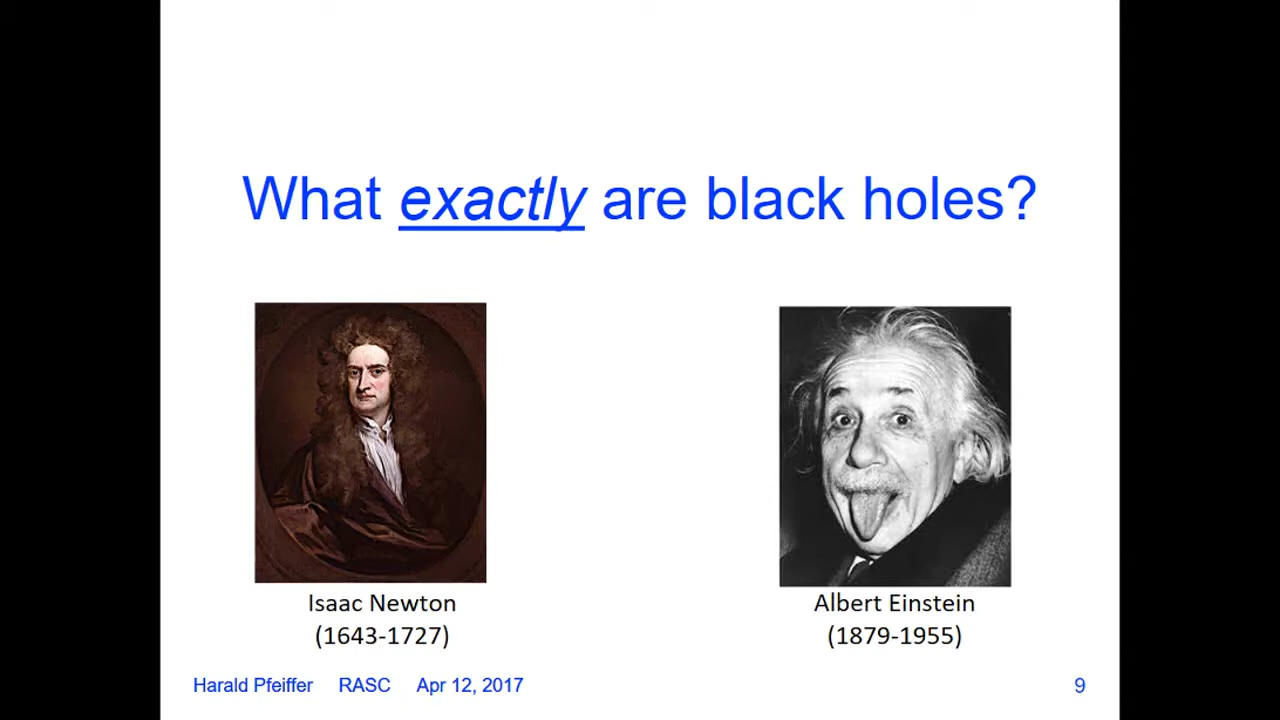 What exactly are black holes?
Isaac Newton
(1643-1727)
Albert Einstein
(1879-1955)
Harald Pfeiffer RASC Apr 12, 2017 9